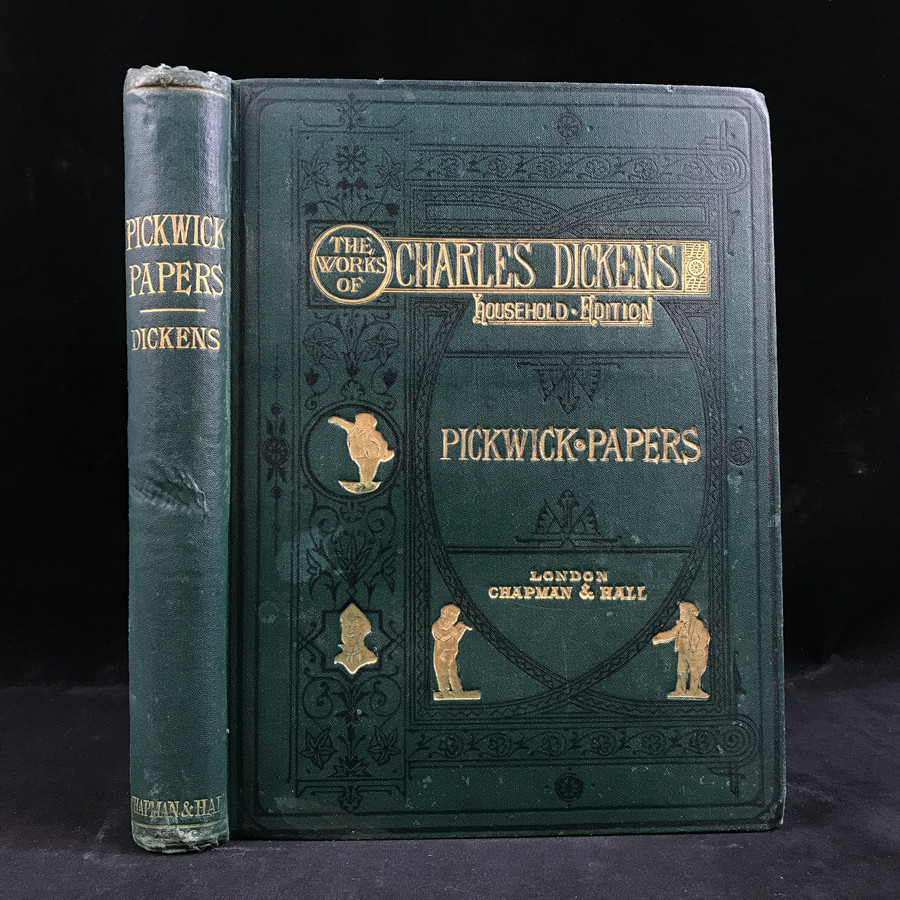 PICKWICK
PAPERS
DICKENS
CHAPMAN & HALL
THE
WORKS
OF
CHARLES DICKENS
HOUSEHOLD · EDITION
PICKWICK · PAPERS
LONDON
CHAPMAN & HALL